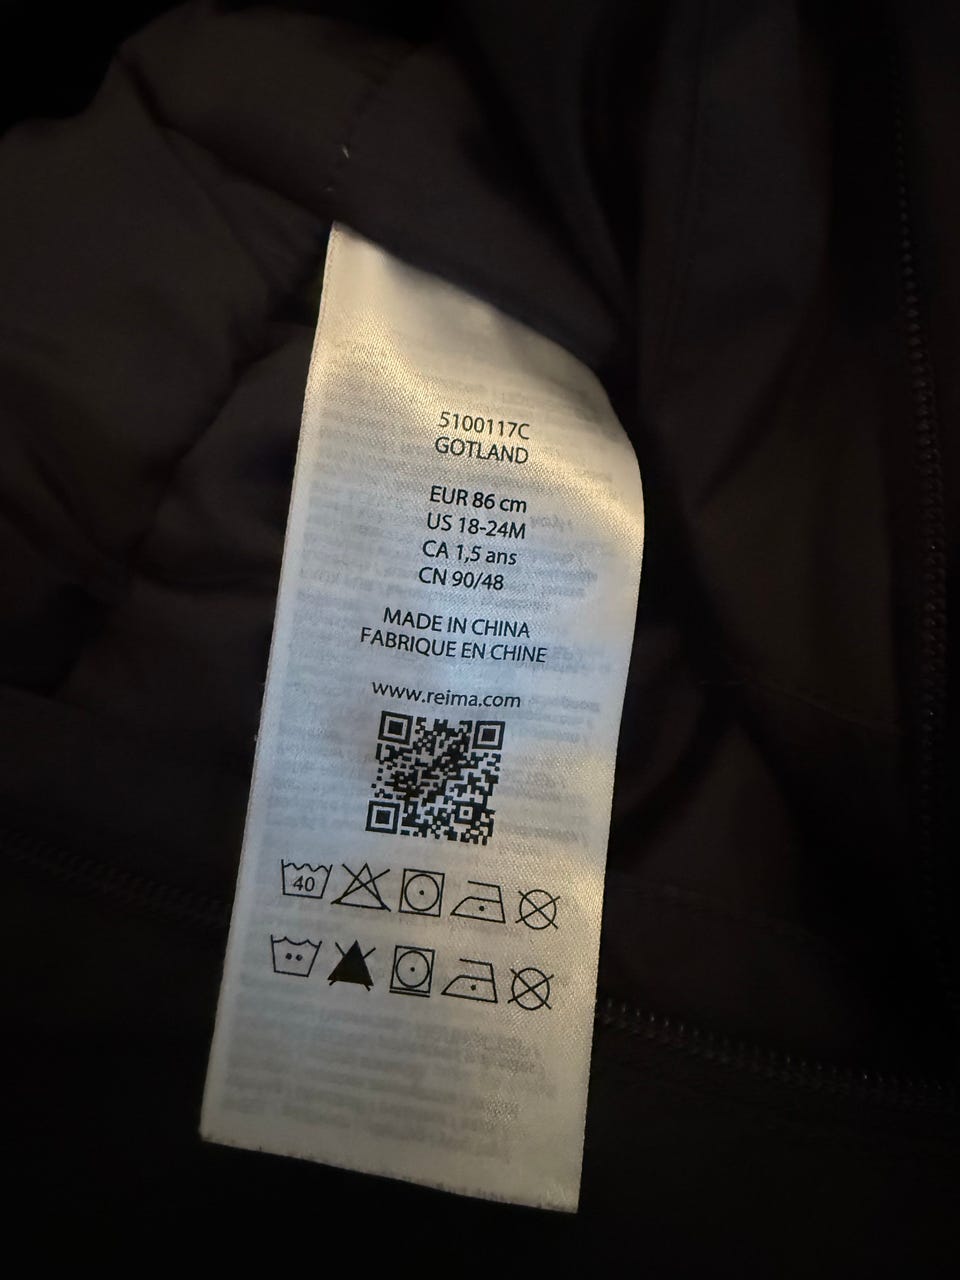 5100117C
GOTLAND
EUR 86 cm
US 18-24M
CA 1,5 ans
CN 90/48
MADE IN CHINA
FABRIQUE EN CHINE
www.reima.com
40